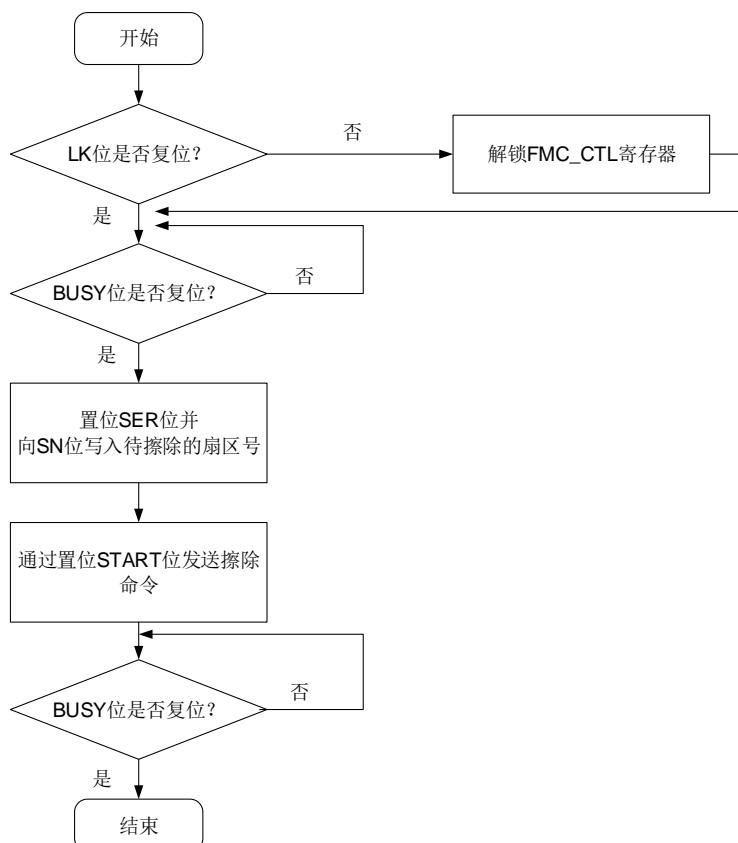 开始
LK位是否复位？
否
解锁FMC_CTL寄存器
是
BUSY位是否复位？
否
是
置位SER位并
向SN位写入待擦除的扇区号
通过置位START位发送擦除
命令
BUSY位是否复位？
否
是
结束